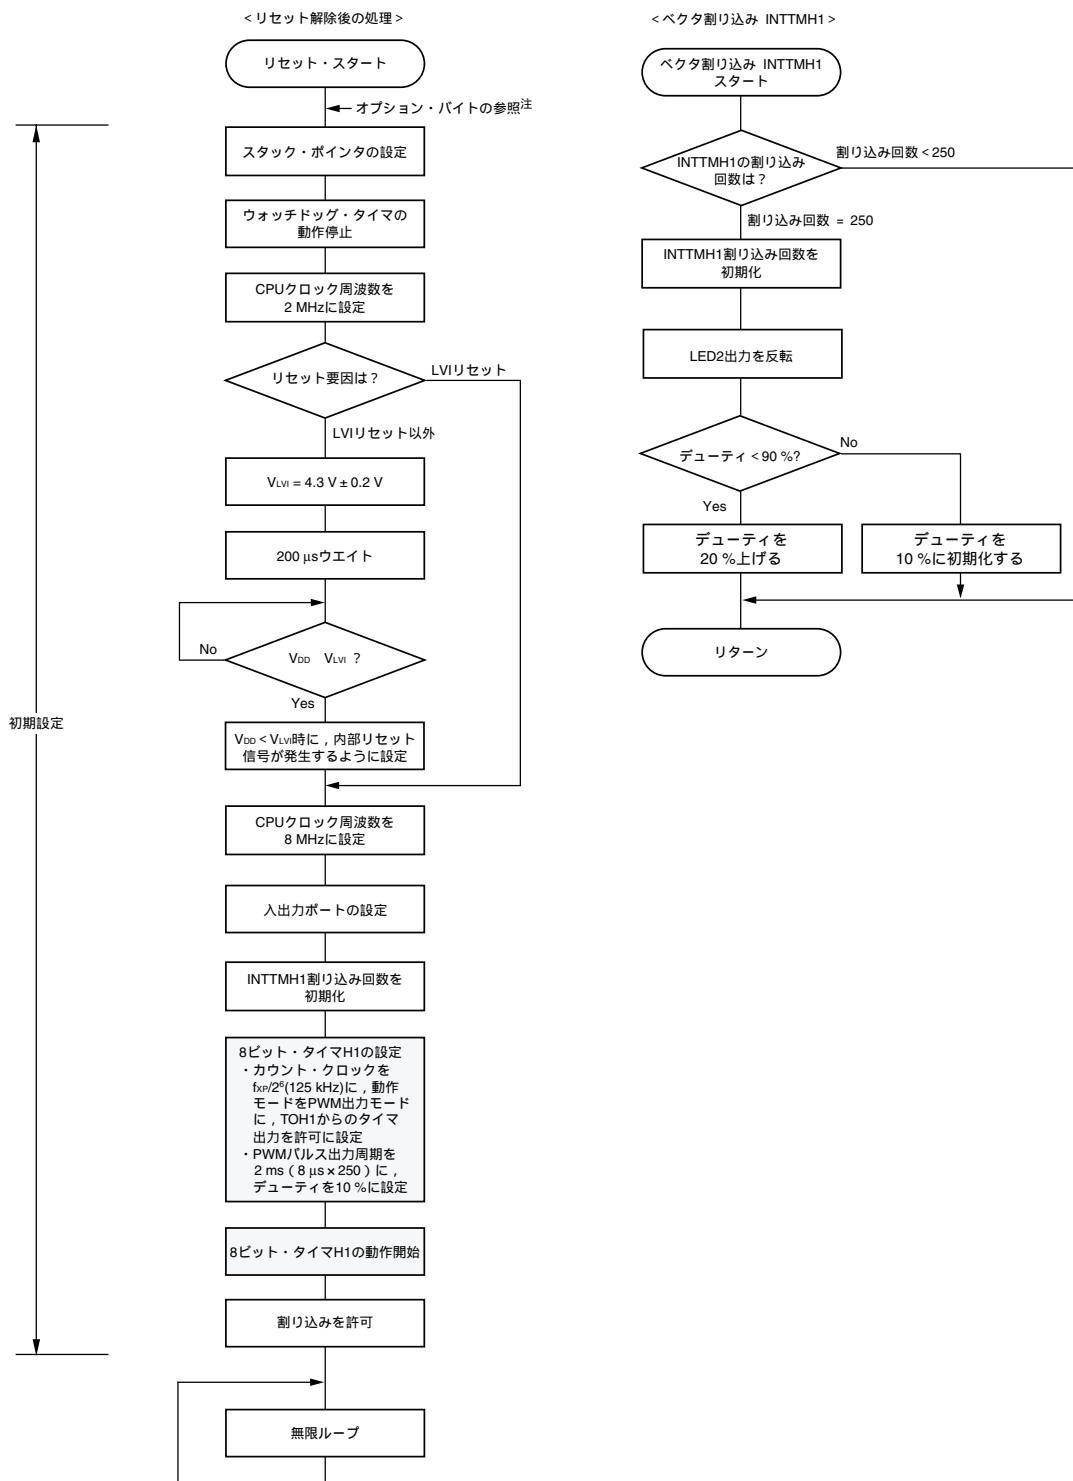 ＜リセット解除後の処理＞
リセット・スタート
オプション・バイトの参照注
初期設定
スタック・ポインタの設定
ウォッチドッグ・タイマの
動作停止
CPUクロック周波数を
2 MHzに設定
リセット要因は？
LVIリセット
LVIリセット以外
VLVI = 4.3 V ± 0.2 V
200 μsウエイト
No
VDD　VLVI ？
Yes
VDD < VLVI時に，内部リセット
信号が発生するように設定
CPUクロック周波数を
8 MHzに設定
入出力ポートの設定
INTTMH1割り込み回数を
初期化
8ビット・タイマH1の設定
・カウント・クロックを
fXP/2⁶(125 kHz)に，動作
モードをPWM出力モード
に，TOH1からのタイマ
出力を許可に設定
・PWMパルス出力周期を
2 ms（8 μs × 250）に，
デューティを10 %に設定
8ビット・タイマH1の動作開始
割り込みを許可
無限ループ
＜ベクタ割り込み INTTMH1＞
ベクタ割り込み INTTMH1
スタート
INTTMH1の割り込み
回数は？
割り込み回数＜250
割り込み回数 = 250
INTTMH1割り込み回数を
初期化
LED2出力を反転
デューティ＜90 %?
No
Yes
デューティを
20 %上げる
デューティを
10 %に初期化する
リターン